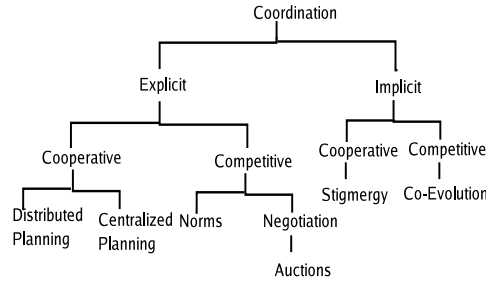 Coordination
Explicit
Implicit
Cooperative
Competitive
Cooperative
Competitive
Distributed
Planning
Centralized
Planning
Norms
Negotiation
Stigmergy
Co-Evolution
Auctions